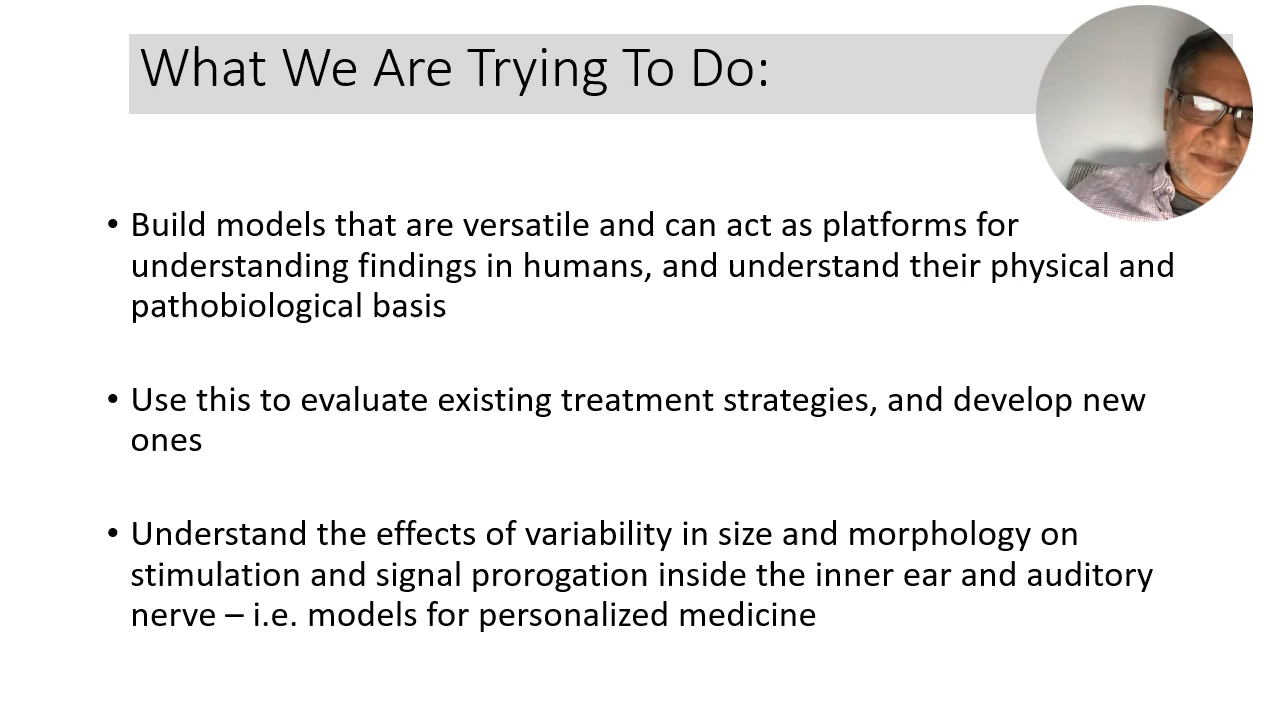 What We Are Trying To Do:
• Build models that are versatile and can act as platforms for
understanding findings in humans, and understand their physical and
pathobiological basis
• Use this to evaluate existing treatment strategies, and develop new
ones
• Understand the effects of variability in size and morphology on
stimulation and signal prorogation inside the inner ear and auditory
nerve – i.e. models for personalized medicine